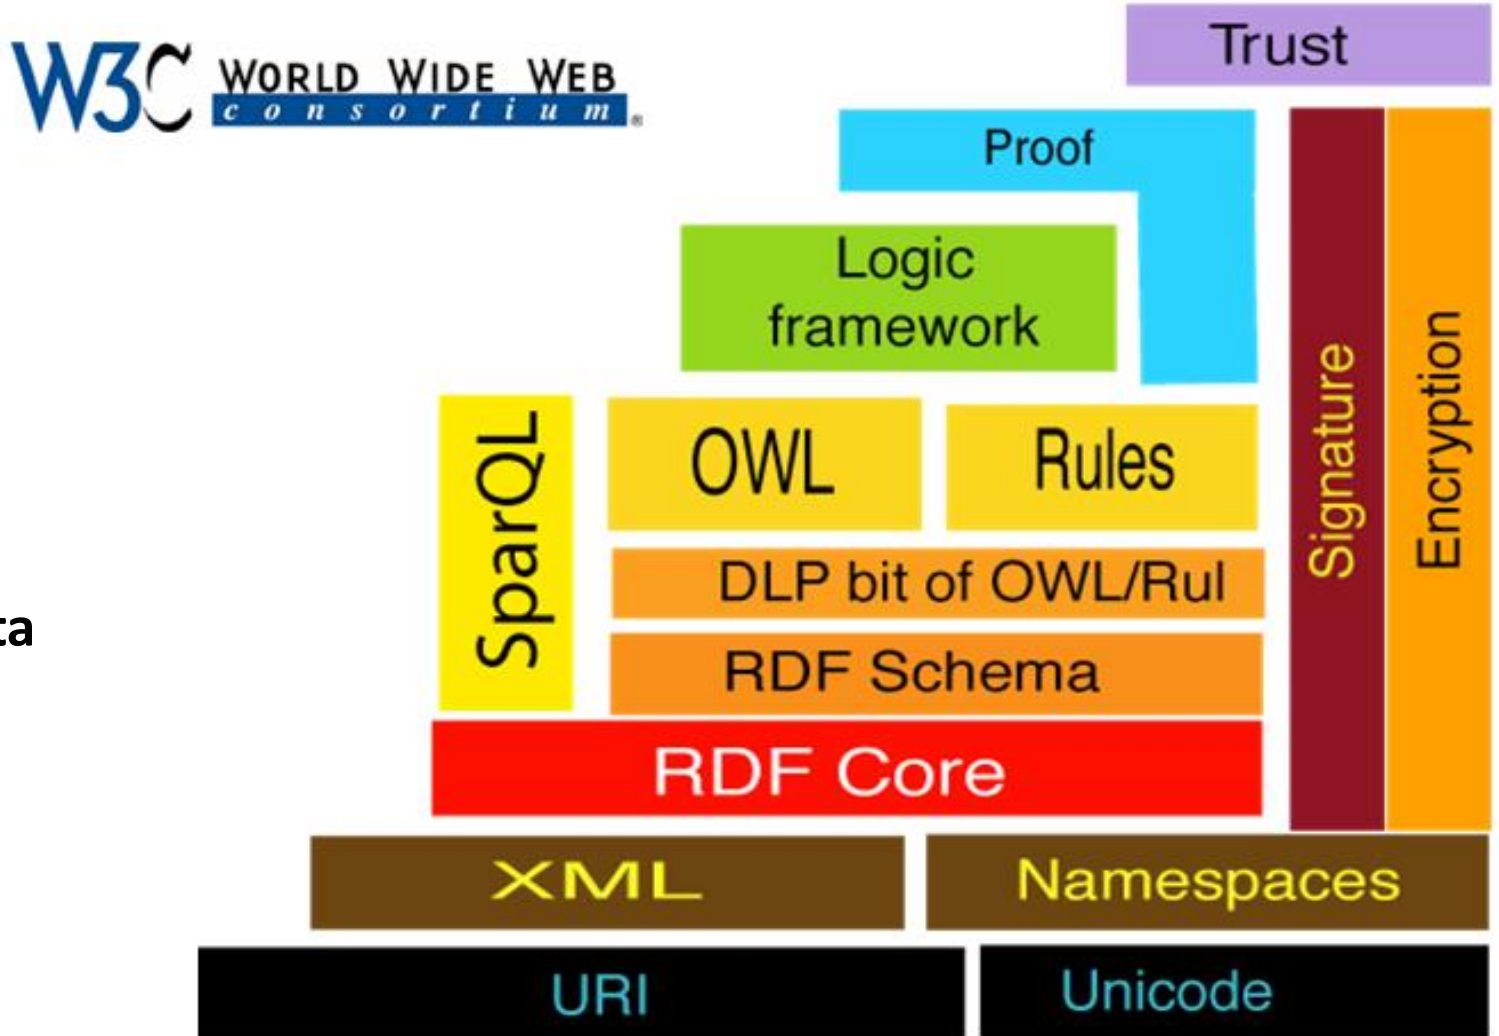 Trust
W3C WORLD WIDE WEB
consortium®
Proof
Logic
framework
SparQL
OWL
Rules
Signature
Encryption
DLP bit of OWL/Rul
ta
RDF Schema
RDF Core
XML
Namespaces
URI
Unicode